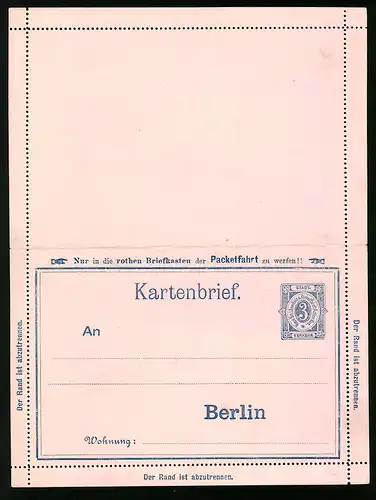 Nur in die rothen Briefkasten der Packetfahrt zu werfen!!
Kartenbrief.
STADT-
3
An
Berlin
Wohnung:
Der Rand ist abzutrennen.
Der Rand ist abzutrennen.
Der Rand ist abzutrennen.